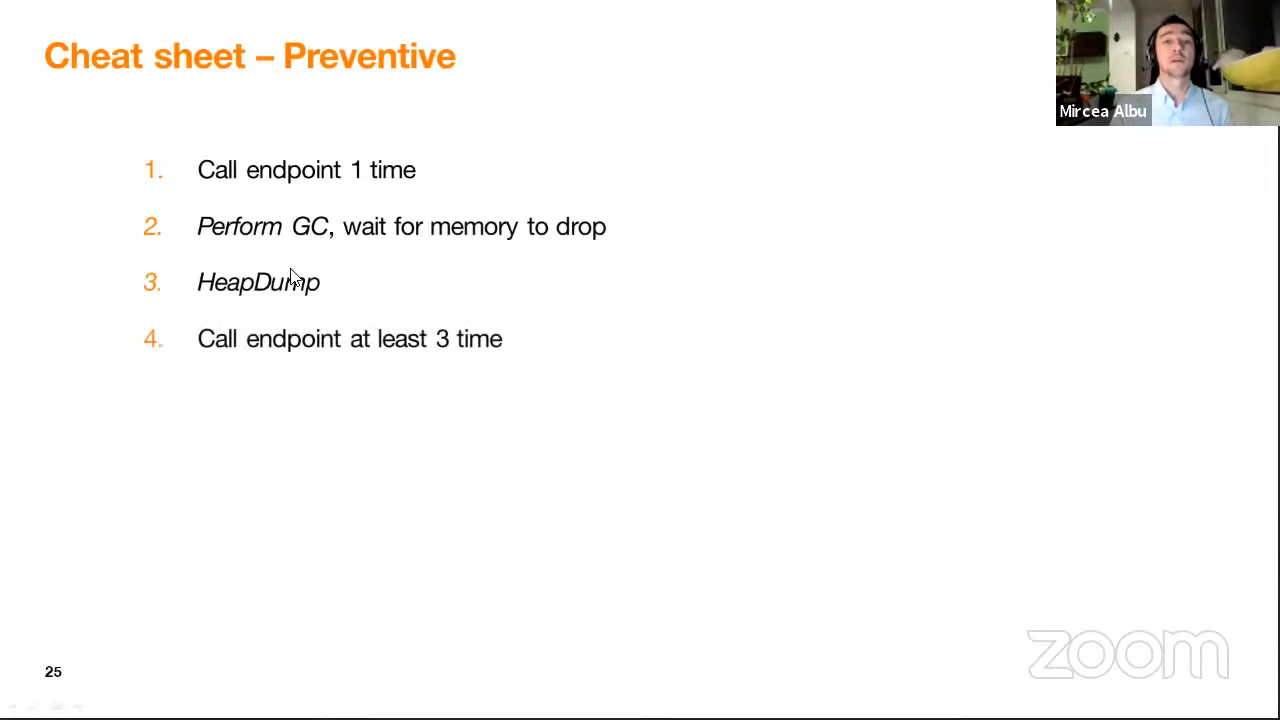 Cheat sheet – Preventive
Mircea Albu
1. Call endpoint 1 time
2. Perform GC, wait for memory to drop
3. HeapDump
4. Call endpoint at least 3 time
zoom
25